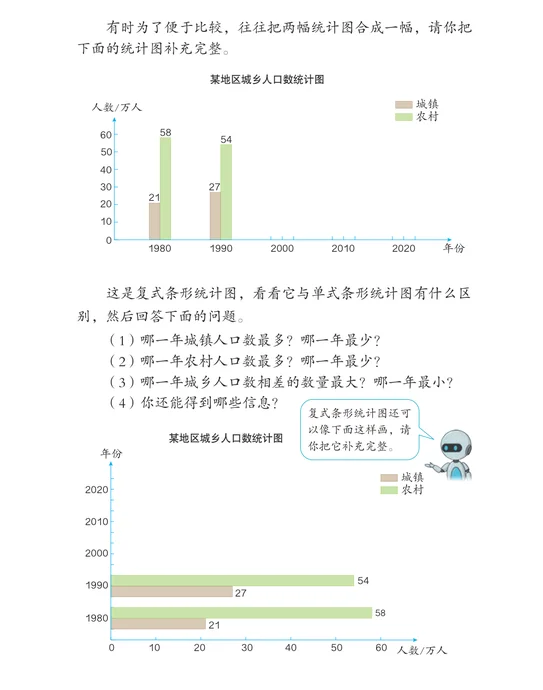 有时为了便于比较，往往把两幅统计图合成一幅，请你把
下面的统计图补充完整。
某地区城乡人口数统计图
人数/万人
城镇
农村
60
50
40
30
20
10
0
21
58
27
54
1980
1990
2000
2010
2020
年份
这是复式条形统计图，看看它与单式条形统计图有什么区
别，然后回答下面的问题。
（1）哪一年城镇人口数最多？哪一年最少？
（2）哪一年农村人口数最多？哪一年最少？
（3）哪一年城乡人口数相差的数量最大？哪一年最小？
（4）你还能得到哪些信息？
复式条形统计图还可
以像下面这样画，请
你把它补充完整。
某地区城乡人口数统计图
年份
城镇
农村
2020
2010
2000
1990
1980
54
27
58
21
0
10
20
30
40
50
60
人数/万人